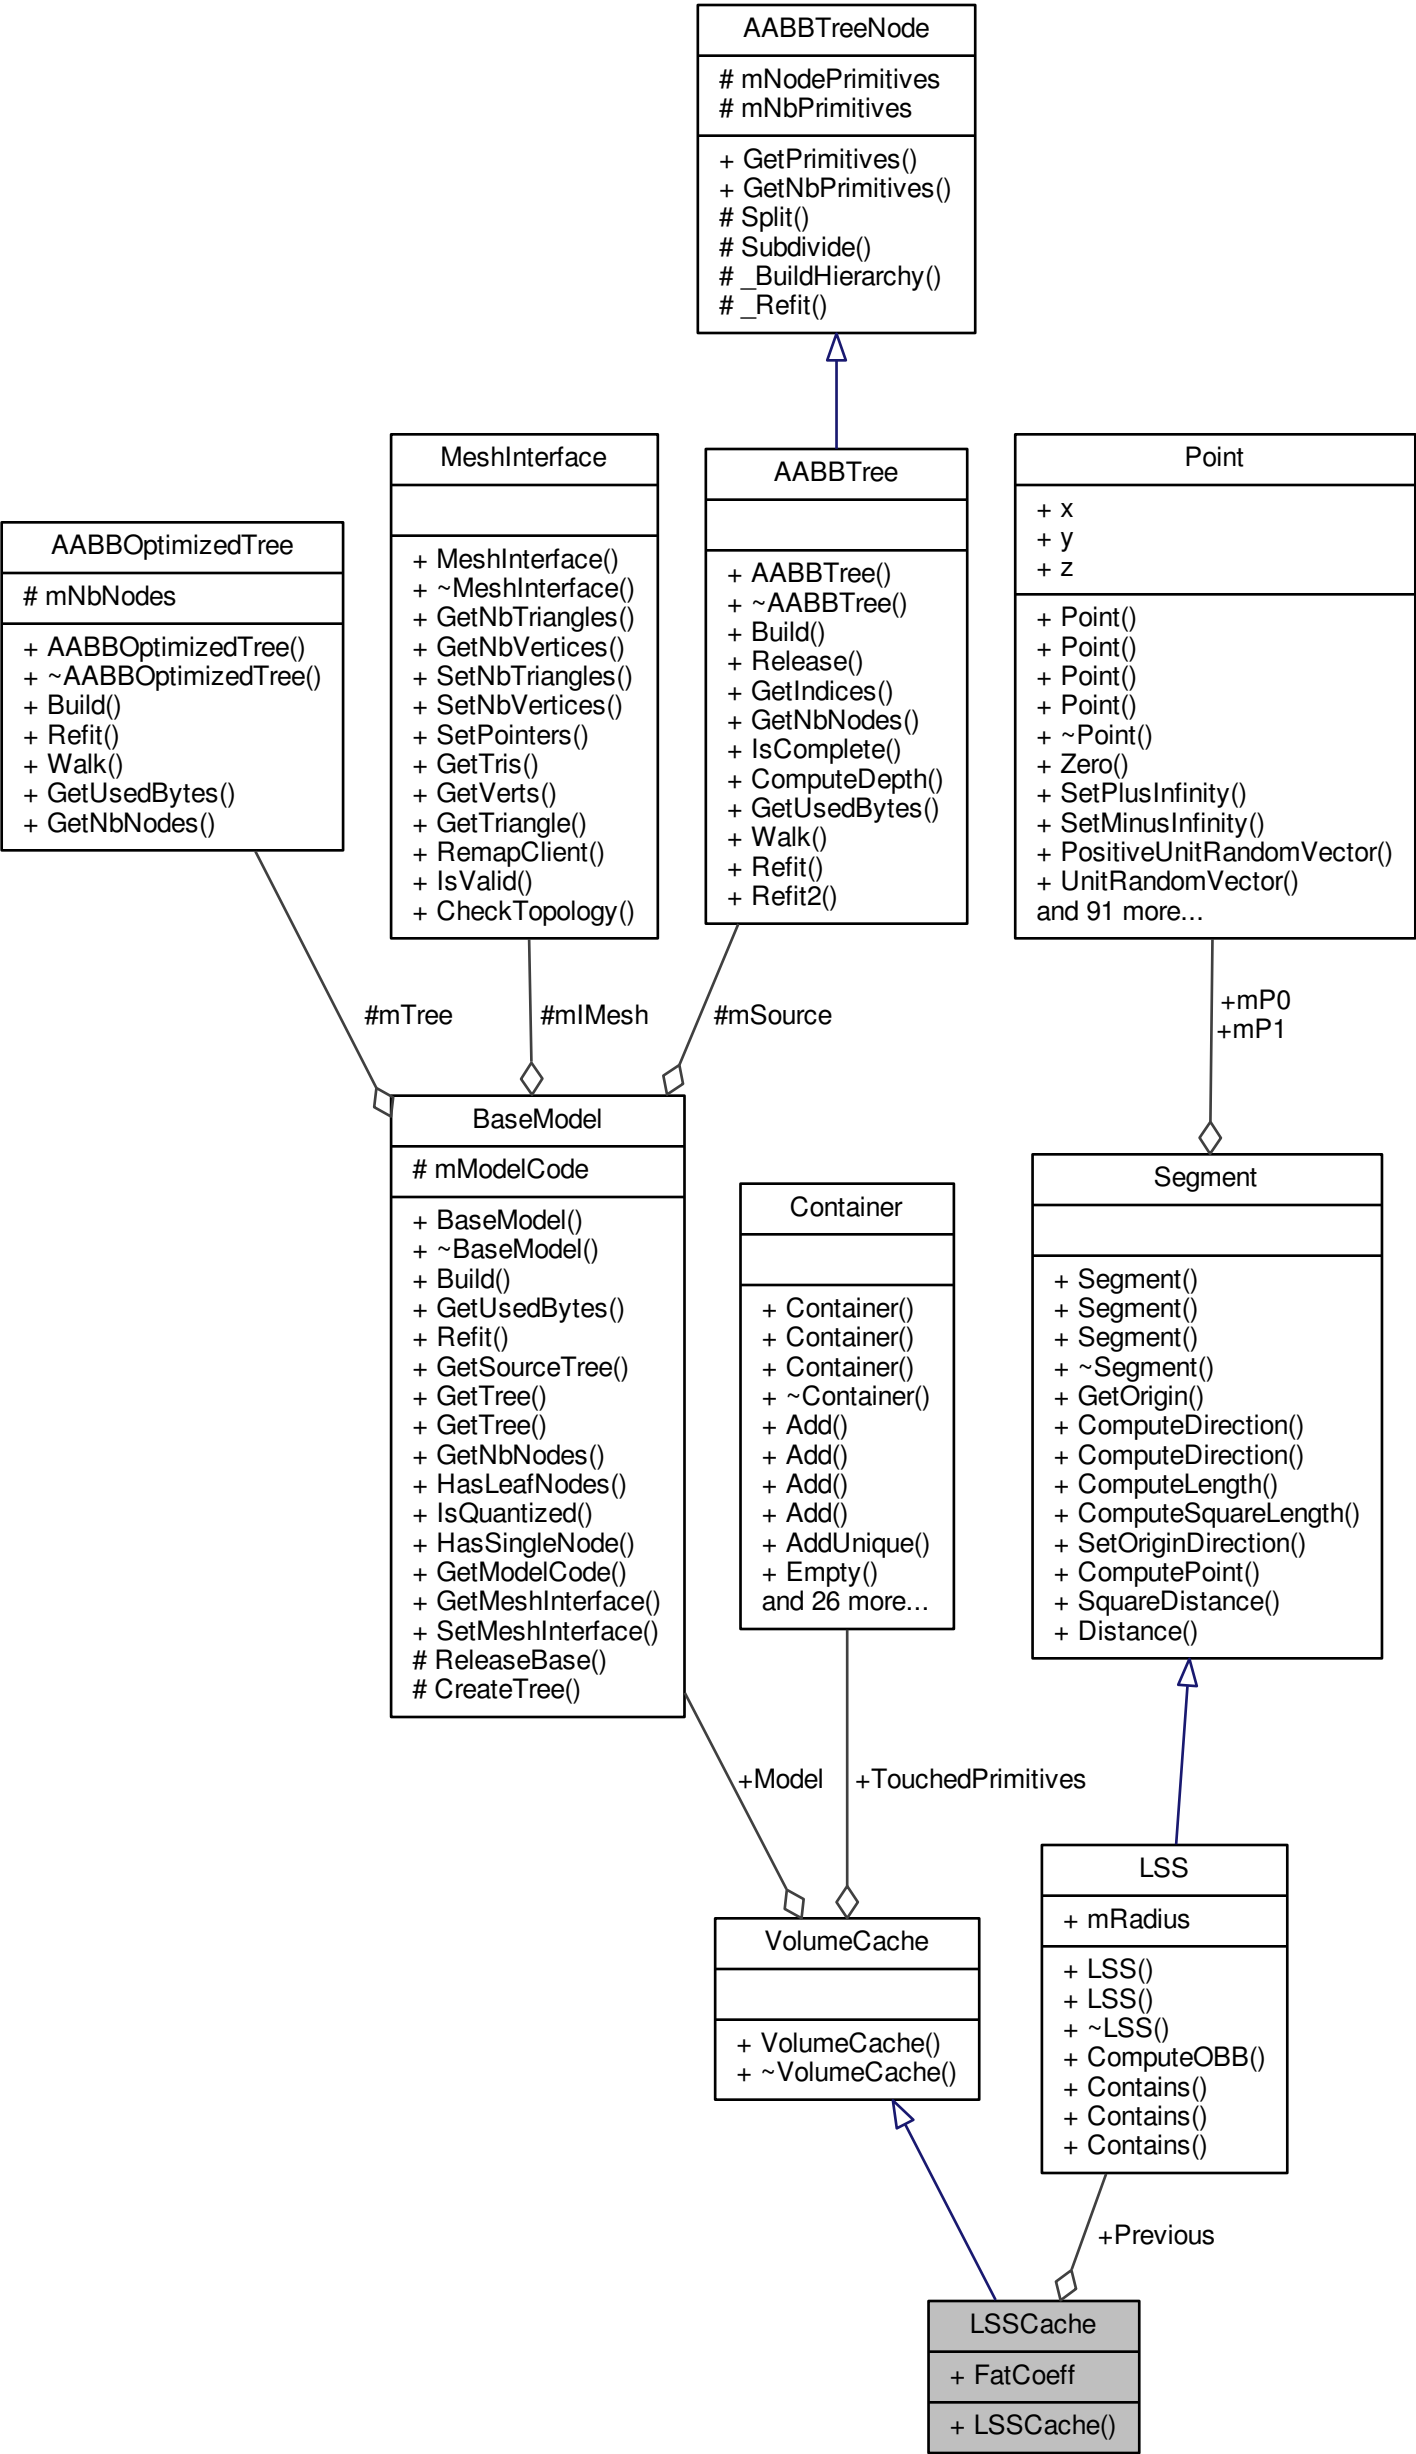 AABBTreeNode
# mNodePrimitives
# mNbPrimitives
+ GetPrimitives()
+ GetNbPrimitives()
# Split()
# Subdivide()
# _BuildHierarchy()
# _Refit()
AABBOptimizedTree
# mNbNodes
+ AABBOptimizedTree()
+ ~AABBOptimizedTree()
+ Build()
+ Refit()
+ Walk()
+ GetUsedBytes()
+ GetNbNodes()
MeshInterface
+ MeshInterface()
+ ~MeshInterface()
+ GetNbTriangles()
+ GetNbVertices()
+ SetNbTriangles()
+ SetNbVertices()
+ SetPointers()
+ GetTris()
+ GetVerts()
+ GetTriangle()
+ RemapClient()
+ IsValid()
+ CheckTopology()
AABBTree
+ AABBTree()
+ ~AABBTree()
+ Build()
+ Release()
+ GetIndices()
+ GetNbNodes()
+ IsComplete()
+ ComputeDepth()
+ GetUsedBytes()
+ Walk()
+ Refit()
+ Refit2()
Point
+ x
+ y
+ z
+ Point()
+ Point()
+ Point()
+ Point()
+ ~Point()
+ Zero()
+ SetPlusInfinity()
+ SetMinusInfinity()
+ PositiveUnitRandomVector()
+ UnitRandomVector()
and 91 more...
#mTree
#mIMesh
#mSource
+mP0
+mP1
BaseModel
# mModelCode
+ BaseModel()
+ ~BaseModel()
+ Build()
+ GetUsedBytes()
+ Refit()
+ GetSourceTree()
+ GetTree()
+ GetTree()
+ GetNbNodes()
+ HasLeafNodes()
+ IsQuantized()
+ HasSingleNode()
+ GetModelCode()
+ GetMeshInterface()
+ SetMeshInterface()
# ReleaseBase()
# CreateTree()
Container
+ Container()
+ Container()
+ Container()
+ ~Container()
+ Add()
+ Add()
+ Add()
+ Add()
+ AddUnique()
+ Empty()
and 26 more...
Segment
+ Segment()
+ Segment()
+ Segment()
+ ~Segment()
+ GetOrigin()
+ ComputeDirection()
+ ComputeDirection()
+ ComputeLength()
+ ComputeSquareLength()
+ SetOriginDirection()
+ ComputePoint()
+ SquareDistance()
+ Distance()
+Model
+TouchedPrimitives
VolumeCache
+ VolumeCache()
+ ~VolumeCache()
LSS
+ mRadius
+ LSS()
+ LSS()
+ ~LSS()
+ ComputeOBB()
+ Contains()
+ Contains()
+ Contains()
+Previous
LSSCache
+ FatCoeff
+ LSSCache()